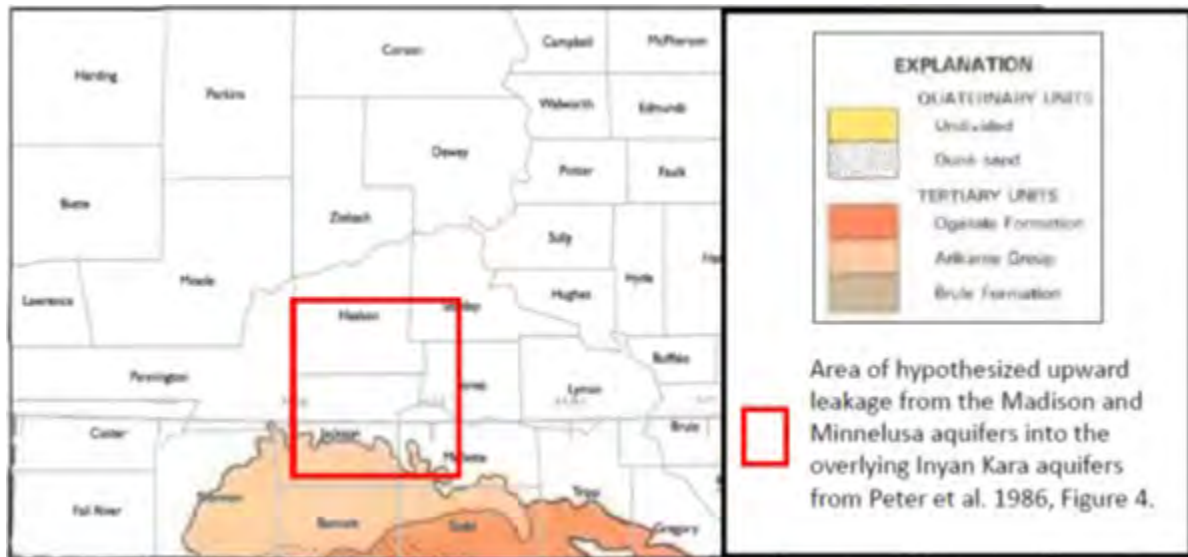 Corson
Campbell
McPherson
Harding
Perkins
Walworth
Edmunds
Dewey
Potter
Faulk
Butte
Ziebach
Sully
Meade
Hyde
Lawrence
Hughes
Haakon
Stanley
Buffalo
Pennington
Lyman
Brule
Custer
Jackson
Mellette
Shannon
Tripp
Fall River
Bennett
Todd
Gregory
EXPLANATION
QUATERNARY UNITS
Undivided
Dune sand
TERTIARY UNITS
Ogallala Formation
Arikaree Group
Brule Formation
Area of hypothesized upward
leakage from the Madison and
Minnelusa aquifers into the
overlying Inyan Kara aquifers
from Peter et al. 1986, Figure 4.